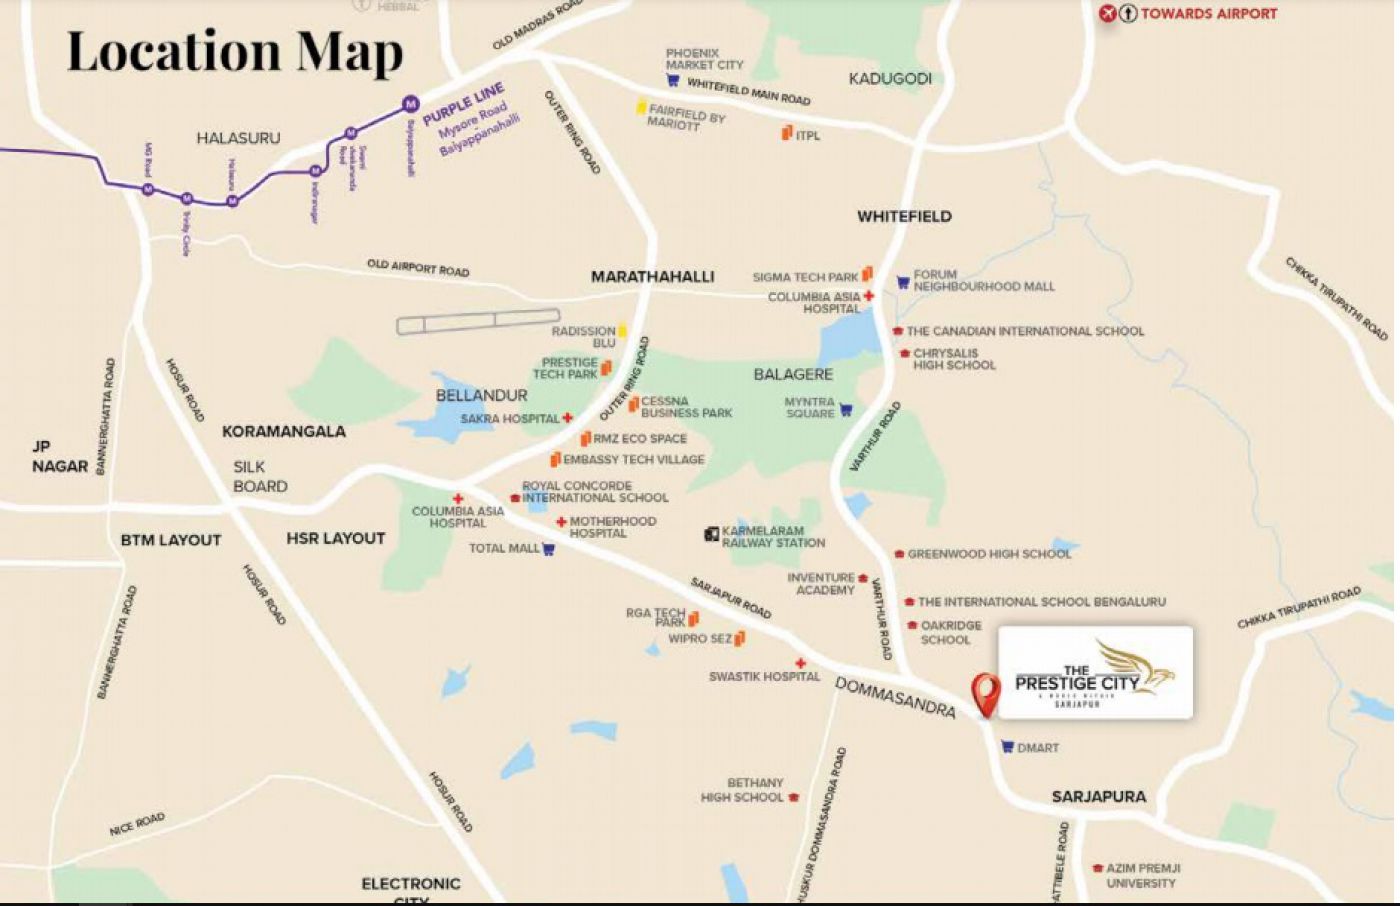 HEBBAL
TOWARDS AIRPORT
Location Map
OLD MADRAS ROAD
PHOENIX
MARKET CITY
KADUGODI
WHITEFIELD MAIN ROAD
PURPLE LINE
Mysore Road
Baiyappanahalli
FAIRFIELD BY
MARIOTT
ITPL
OUTER RING ROAD
HALASURU
MG Road
Trinity Circle
Halasuru
Indiranagar
Swami
Vivekananda
Road
Baiyappanahalli
WHITEFIELD
OLD AIRPORT ROAD
MARATHAHALLI
SIGMA TECH PARK
FORUM
NEIGHBOURHOOD MALL
COLUMBIA ASIA
HOSPITAL
CHIKKA TIRUPATHI ROAD
RADISSION
BLU
THE CANADIAN INTERNATIONAL SCHOOL
CHRYSALIS
HIGH SCHOOL
PRESTIGE
TECH PARK
OUTER RING ROAD
BALAGERE
BELLANDUR
SAKRA HOSPITAL
CESSNA
BUSINESS PARK
MYNTRA
SQUARE
HOSUR ROAD
BANNERGHATTA ROAD
VARTHUR ROAD
KORAMANGALA
RMZ ECO SPACE
JP
NAGAR
SILK
BOARD
EMBASSY TECH VILLAGE
ROYAL CONCORDE
INTERNATIONAL SCHOOL
COLUMBIA ASIA
HOSPITAL
MOTHERHOOD
HOSPITAL
KARMELARAM
RAILWAY STATION
BTM LAYOUT
HSR LAYOUT
TOTAL MALL
GREENWOOD HIGH SCHOOL
INVENTURE
ACADEMY
VARTHUR ROAD
HOSUR ROAD
SARJAPUR ROAD
BANNERGHATTA ROAD
THE INTERNATIONAL SCHOOL BENGALURU
RGA TECH
PARK
OAKRIDGE
SCHOOL
CHIKKA TIRUPATHI ROAD
WIPRO SEZ
SWASTIK HOSPITAL
DOMMASANDRA
THE
PRESTIGE CITY
A WORLD WITHIN
SARJAPUR
DMART
BETHANY
HIGH SCHOOL
HUSKUR DOMMASANDRA ROAD
SARJAPURA
HOSUR ROAD
NICE ROAD
ATTIBELE ROAD
AZIM PREMJI
UNIVERSITY
ELECTRONIC
CITY